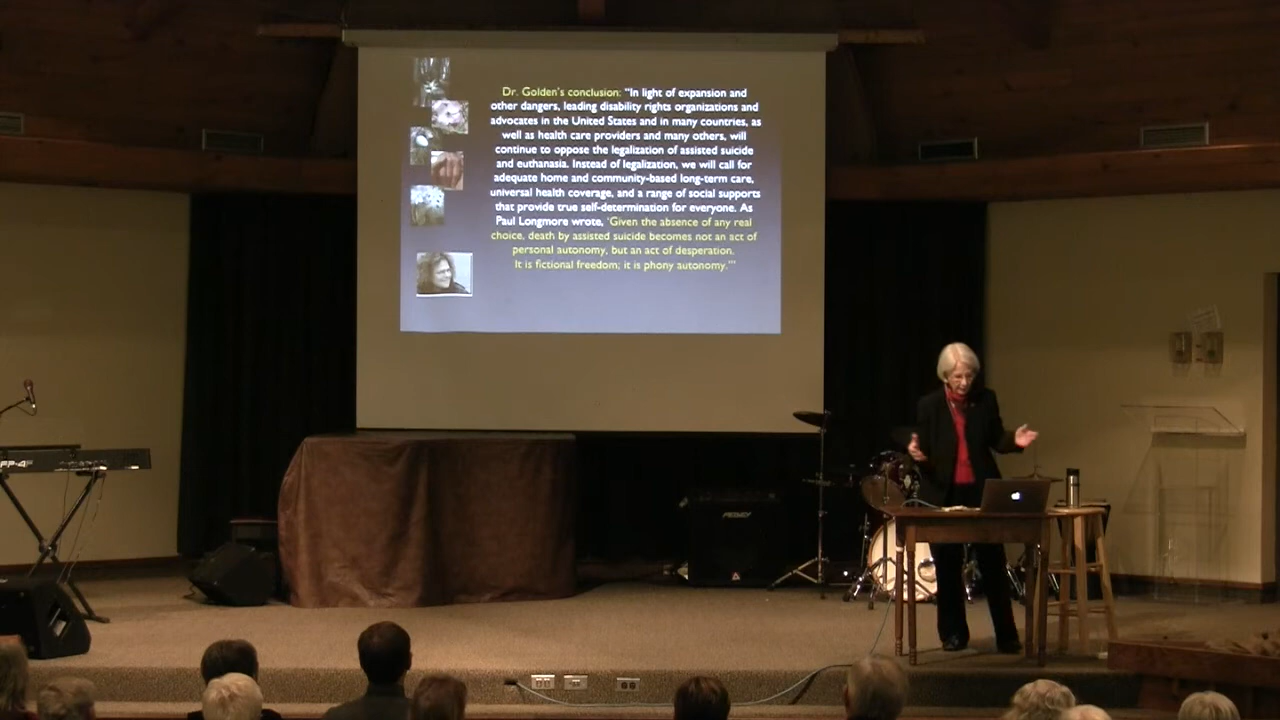 Dr. Golden's conclusion: "In light of expansion and
other dangers, leading disability rights organizations and
advocates in the United States and in many countries, as
well as health care providers and many others, will
continue to oppose the legalization of assisted suicide
and euthanasia. Instead of legalization, we will call for
adequate home and community-based long-term care,
universal health coverage, and a range of social supports
that provide true self-determination for everyone. As
Paul Longmore wrote, 'Given the absence of any real
choice, death by assisted suicide becomes not an act of
personal autonomy, but an act of desperation.
It is fictional freedom; it is phony autonomy.'"
FP-4F
PEAVEY